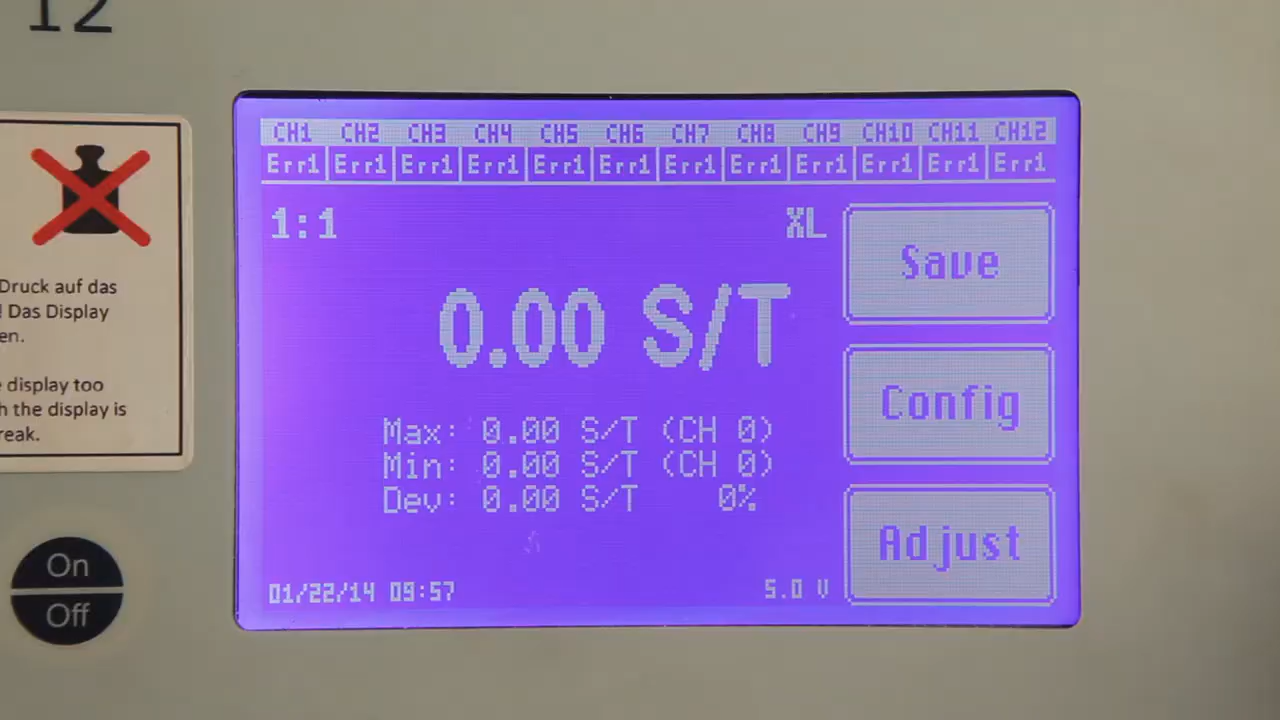 12
CH1 CH2 CH3 CH4 CH5 CH6 CH7 CH8 CH9 CH10 CH11 CH12
Err1 Err1 Err1 Err1 Err1 Err1 Err1 Err1 Err1 Err1 Err1 Err1
1:1 XL
Save
0.00 S/T
Config
Max: 0.00 S/T (CH 0)
Min: 0.00 S/T (CH 0)
Dev: 0.00 S/T 0%
Adjust
01/22/14 09:57 5.0 V
Druck auf das
! Das Display
display too
the display is
On
Off